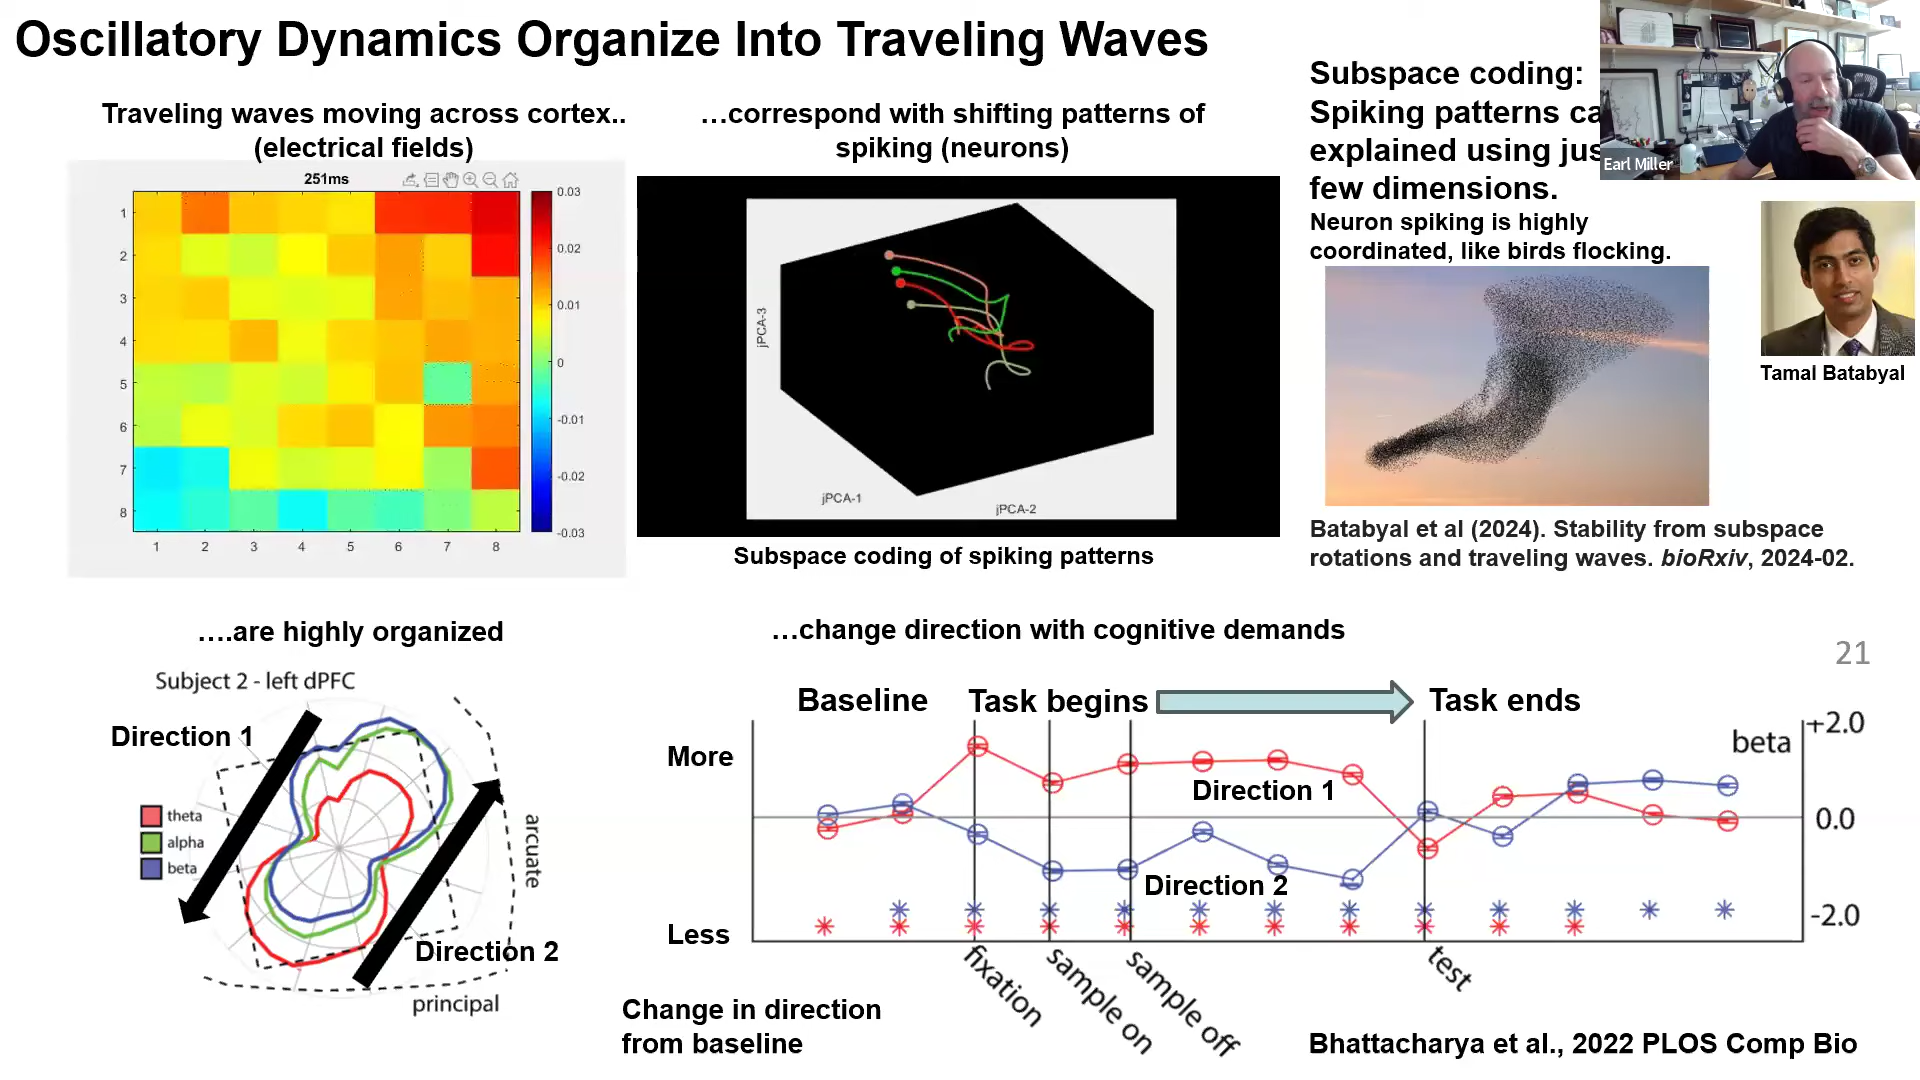 Oscillatory Dynamics Organize Into Traveling Waves
Traveling waves moving across cortex..
(electrical fields)
251ms
1
2
3
4
5
6
7
8
1 2 3 4 5 6 7 8
0.03
0.02
0.01
0
-0.01
-0.02
-0.03
…correspond with shifting patterns of
spiking (neurons)
jPCA-3
jPCA-1
jPCA-2
Subspace coding of spiking patterns
Subspace coding:
Spiking patterns
explained using
few dimensions.
Neuron spiking is highly
coordinated, like birds flocking.
Earl Miller
Tamal Batabyal
Batabyal et al (2024). Stability from subspace
rotations and traveling waves. bioRxiv, 2024-02.
….are highly organized
Subject 2 - left dPFC
Direction 1
theta
alpha
beta
arcuate
Direction 2
principal
…change direction with cognitive demands
21
Baseline Task begins Task ends
More
Less
beta
+2.0
0.0
-2.0
Direction 1
Direction 2
fixation
sample on
sample off
test
Change in direction
from baseline
Bhattacharya et al., 2022 PLOS Comp Bio